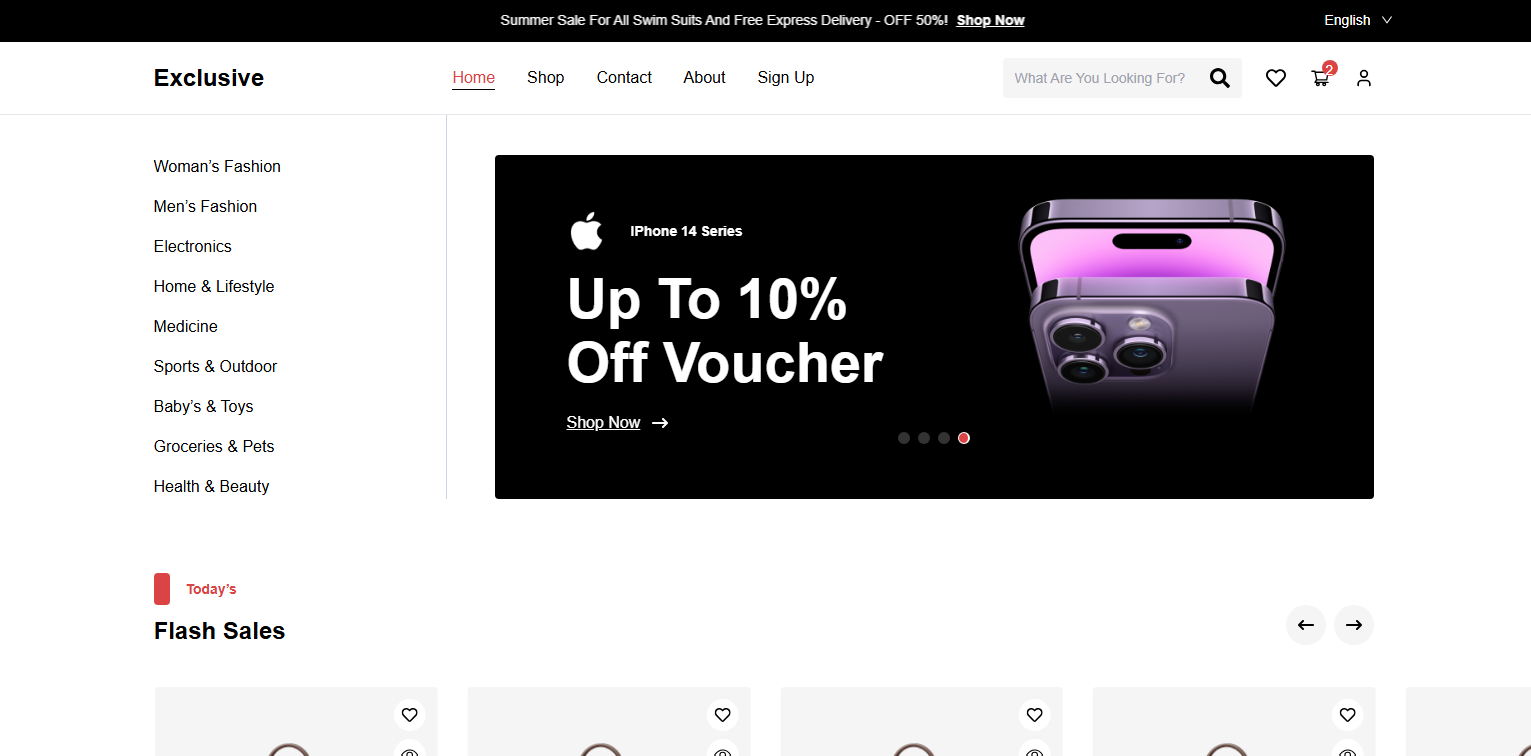 Summer Sale For All Swim Suits And Free Express Delivery - OFF 50%! Shop Now
English
Exclusive
Home
Shop
Contact
About
Sign Up
What Are You Looking For?
2
Woman’s Fashion
Men’s Fashion
Electronics
Home & Lifestyle
Medicine
Sports & Outdoor
Baby’s & Toys
Groceries & Pets
Health & Beauty
IPhone 14 Series
Up To 10%
Off Voucher
Shop Now
Today’s
Flash Sales